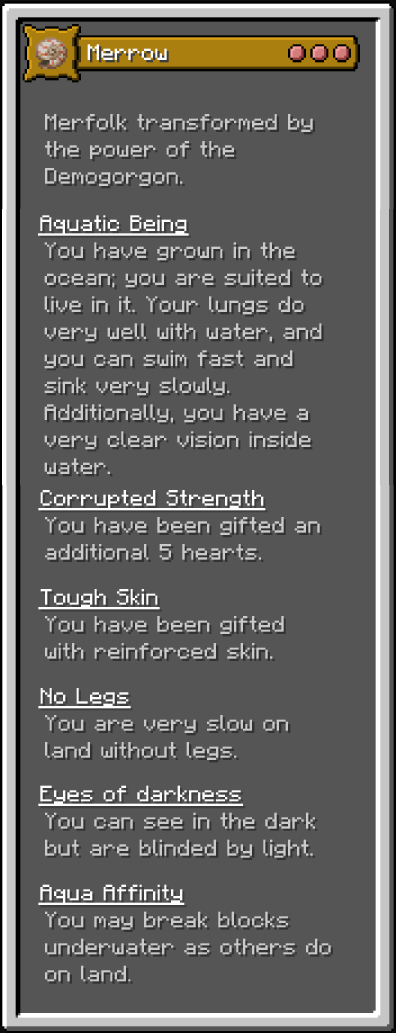 Merrow
Merfolk transformed by
the power of the
Demogorgon.
Aquatic Being
You have grown in the
ocean; you are suited to
live in it. Your lungs do
very well with water, and
you can swim fast and
sink very slowly.
Additionally, you have a
very clear vision inside
water.
Corrupted Strength
You have been gifted an
additional 5 hearts.
Tough Skin
You have been gifted
with reinforced skin.
No Legs
You are very slow on
land without legs.
Eyes of darkness
You can see in the dark
but are blinded by light.
Aqua Affinity
You may break blocks
underwater as others do
on land.